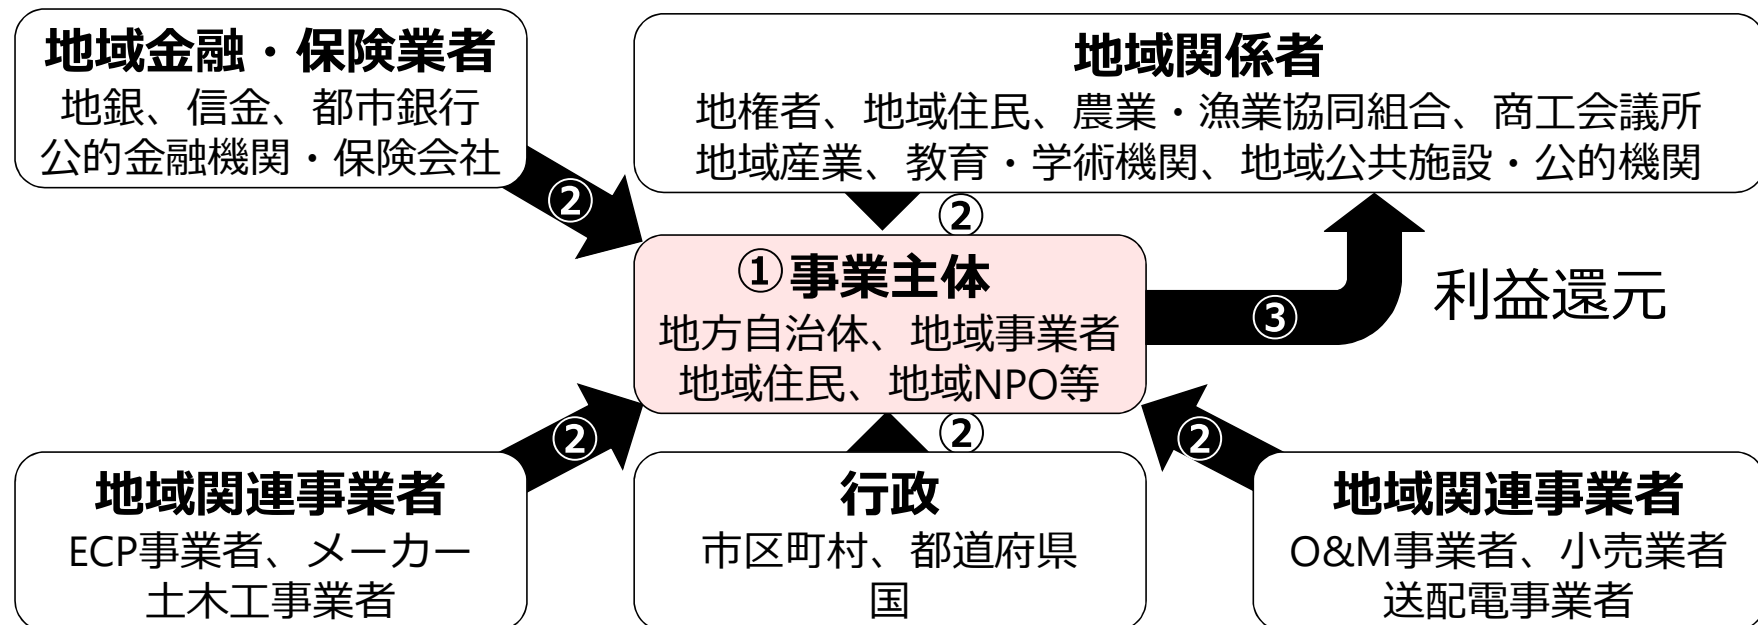 地域金融・保険業者
地銀、信金、都市銀行
公的金融機関・保険会社
地域関係者
地権者、地域住民、農業・漁業協同組合、商工会議所
地域産業、教育・学術機関、地域公共施設・公的機関
②
②
①事業主体
地方自治体、地域事業者
地域住民、地域NPO等
③
利益還元
②
②
②
地域関連事業者
ECP事業者、メーカー
土木工事業者
行政
市区町村、都道府県
国
地域関連事業者
O&M事業者、小売業者
送配電事業者